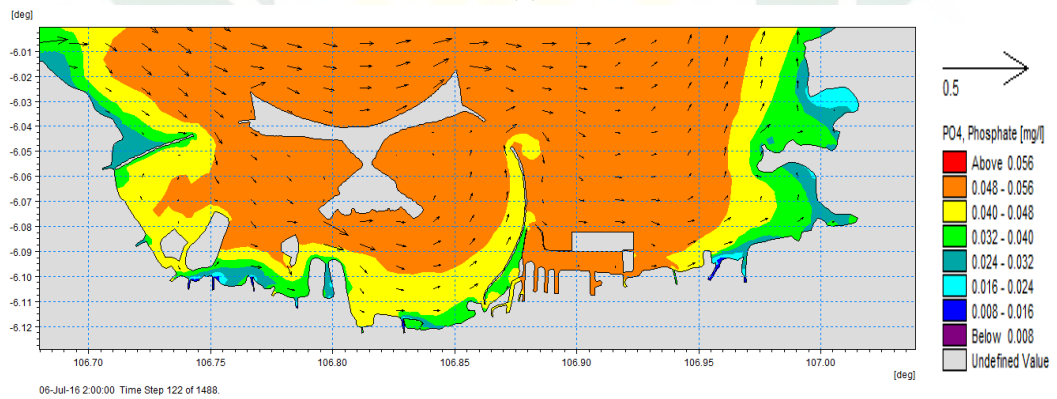 [deg]
-6.01
-6.02
-6.03
-6.04
-6.05
-6.06
-6.07
-6.08
-6.09
-6.10
-6.11
-6.12
106.70 106.75 106.80 106.85 106.90 106.95 107.00
[deg]
06-Jul-16 2:00:00 Time Step 122 of 1488.
0.5
PO4, Phosphate [mg/l]
Above 0.056
0.048 - 0.056
0.040 - 0.048
0.032 - 0.040
0.024 - 0.032
0.016 - 0.024
0.008 - 0.016
Below 0.008
Undefined Value